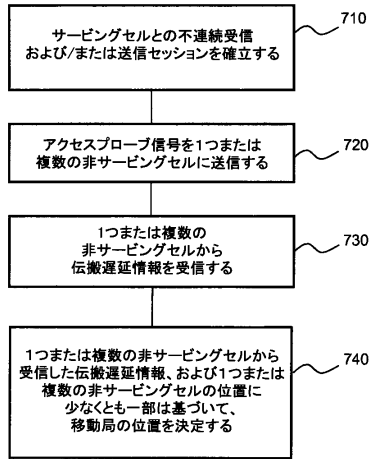 サービングセルとの不連続受信
および/または送信セッションを確立する
710
アクセスプローブ信号を1つまたは
複数の非サービングセルに送信する
720
1つまたは複数の
非サービングセルから
伝搬遅延情報を受信する
730
1つまたは複数の非サービングセルから
受信した伝搬遅延情報、および1つまたは
複数の非サービングセルの位置に
少なくとも一部は基づいて、
移動局の位置を決定する
740